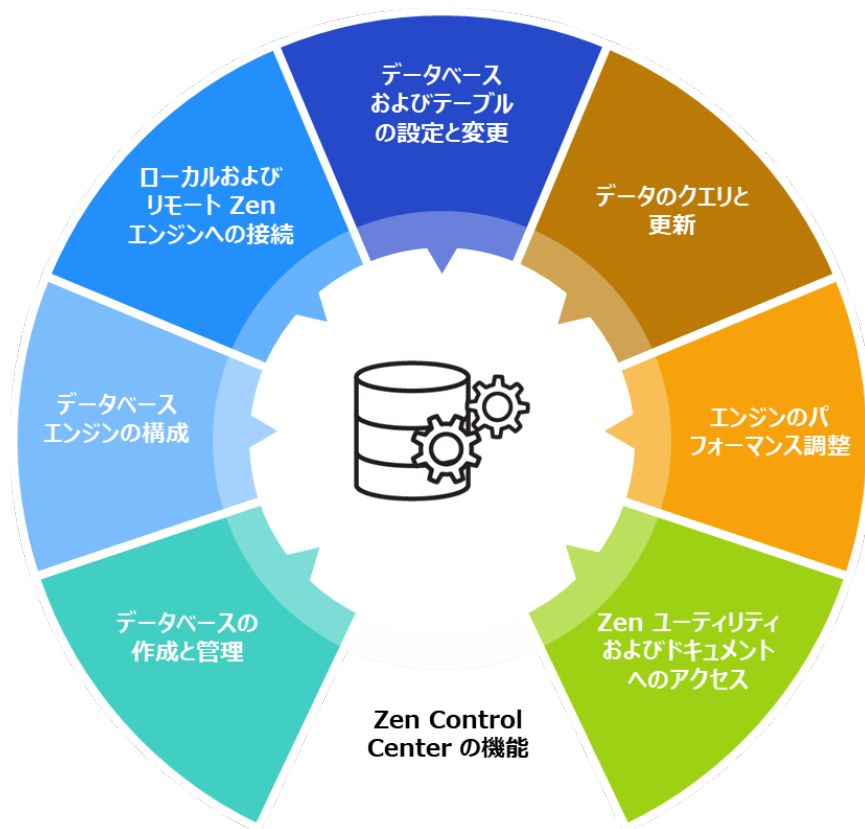 データベース
およびテーブル
の設定と変更
ローカルおよび
リモート Zen
エンジンへの接続
データのクエリと
更新
データベース
エンジンの構成
エンジンのパ
フォーマンス調整
データベースの
作成と管理
Zen ユーティリティ
およびドキュメント
へのアクセス
Zen Control
Center の機能